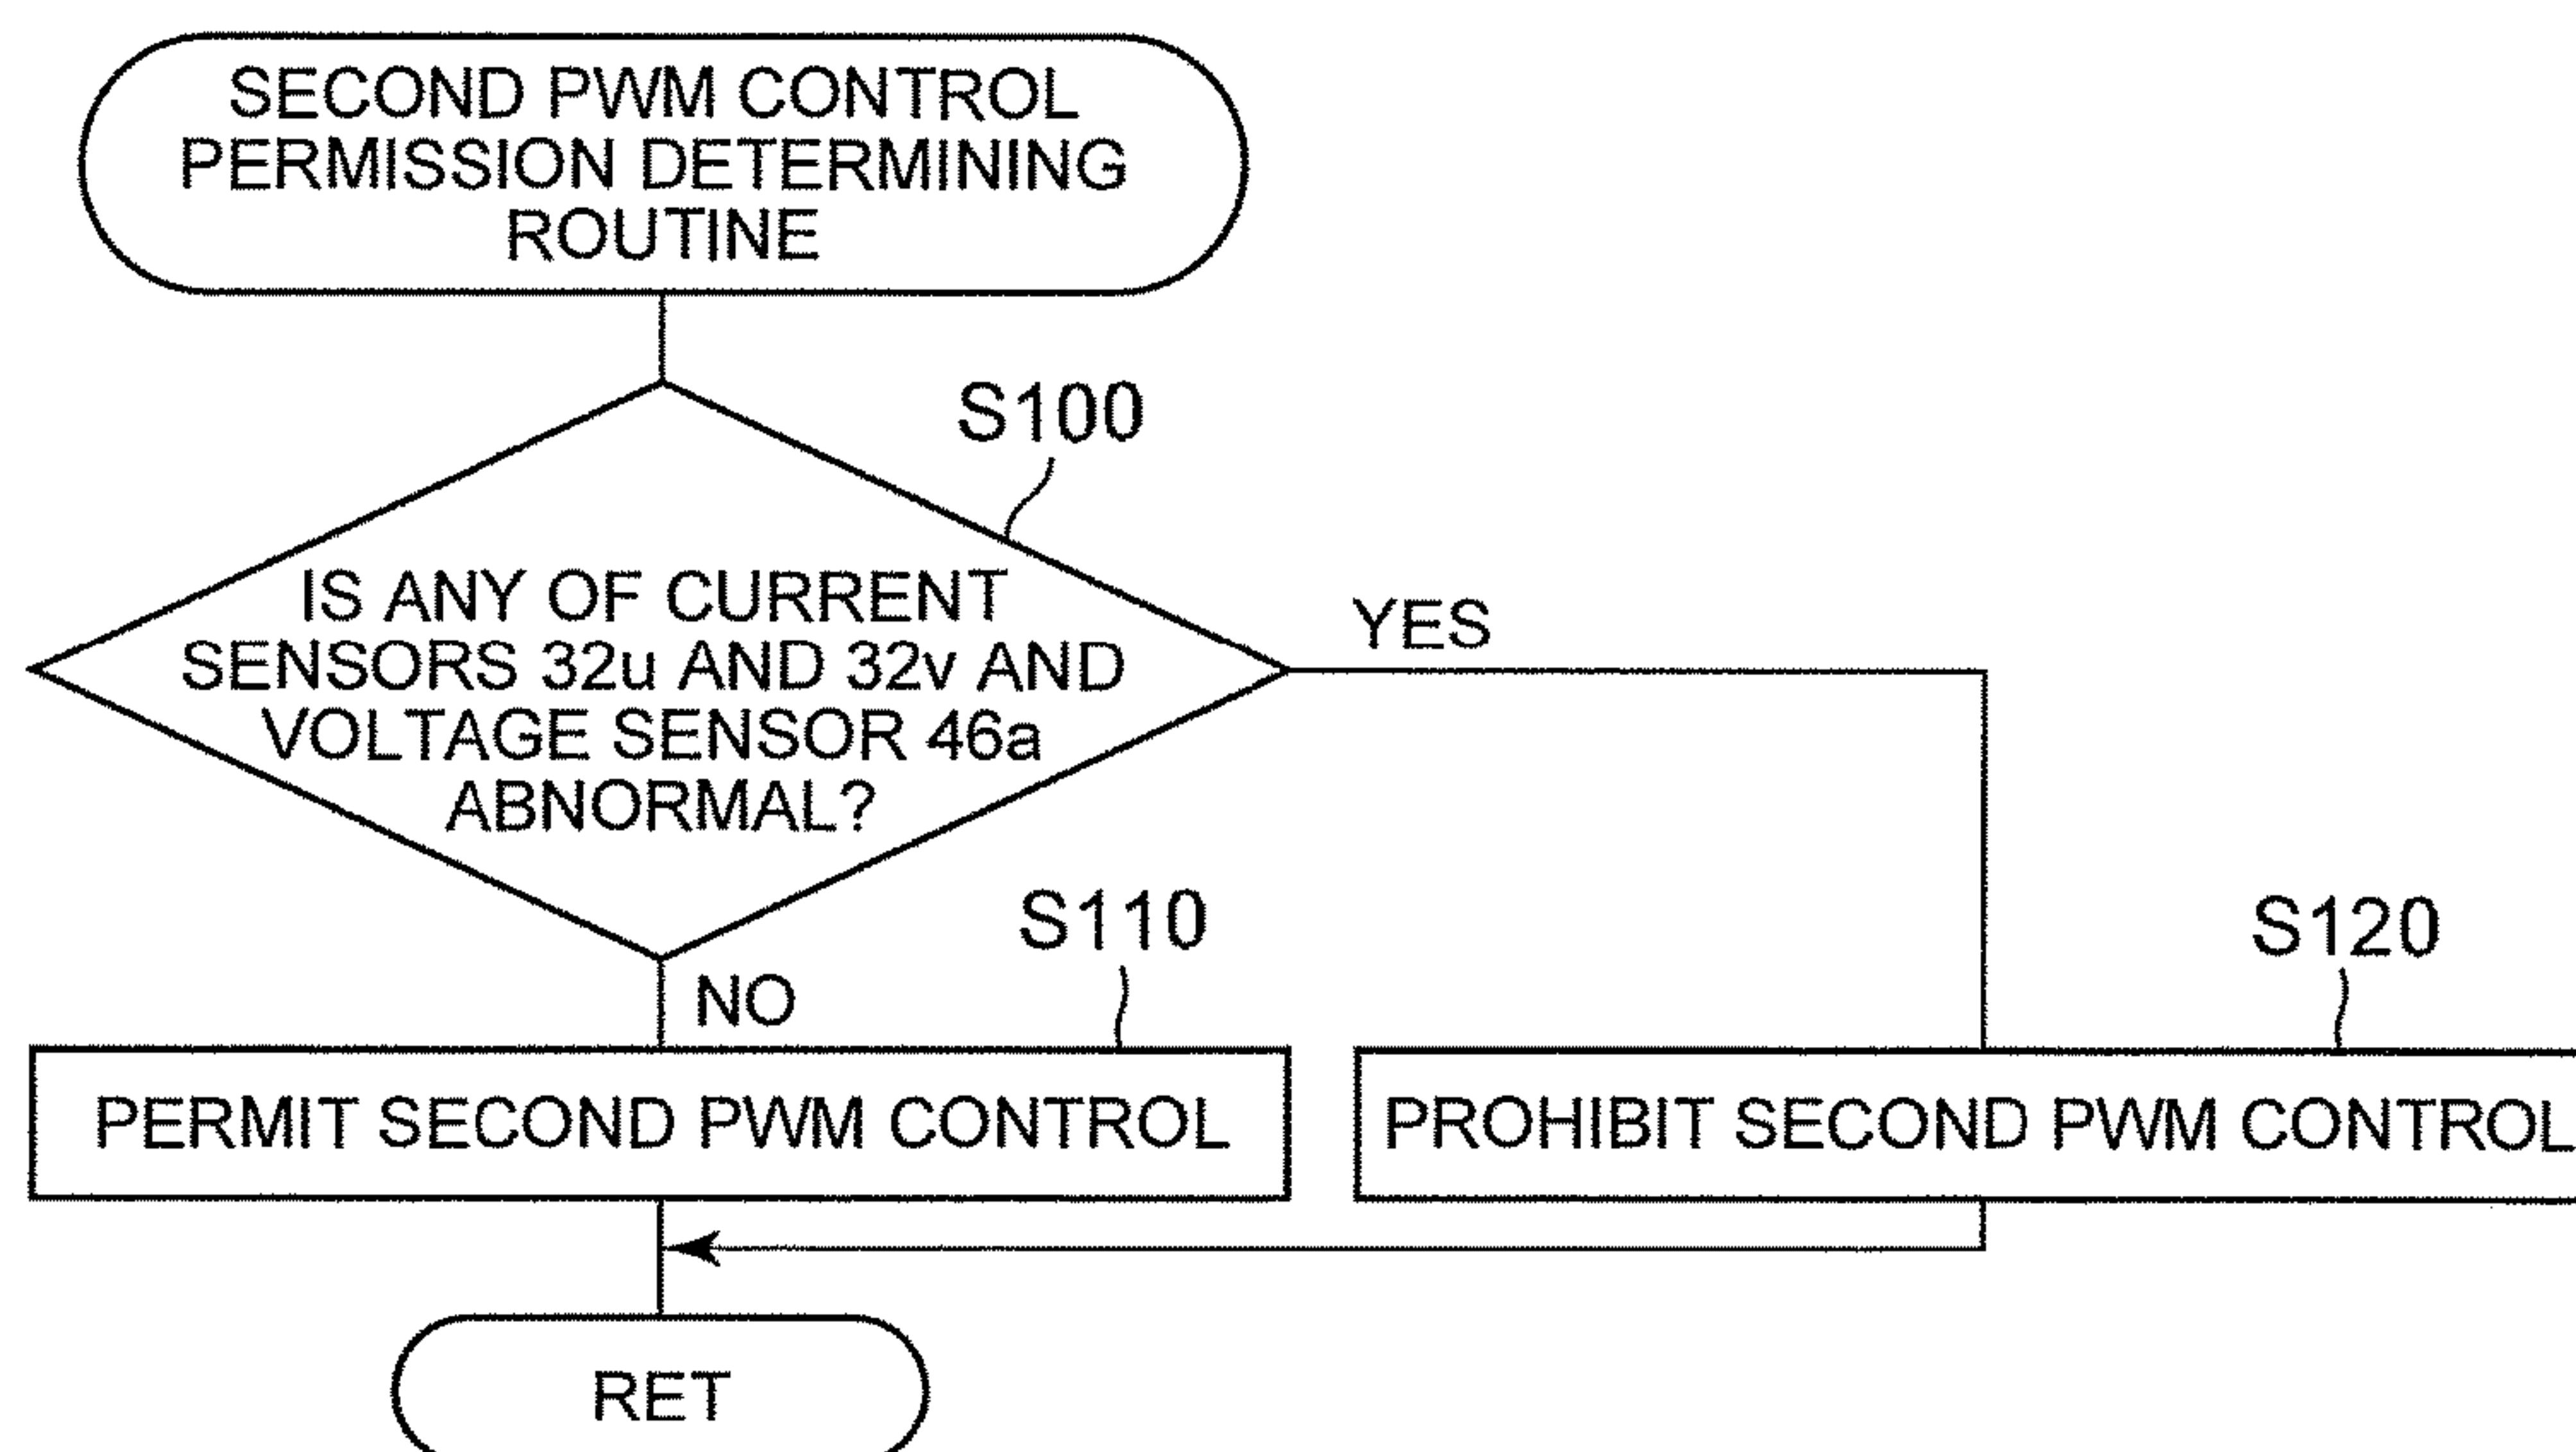 SECOND PWM CONTROL
PERMISSION DETERMINING
ROUTINE
S100
IS ANY OF CURRENT
SENSORS 32u AND 32v AND
VOLTAGE SENSOR 46a
ABNORMAL?
YES
NO
S110
S120
PERMIT SECOND PWM CONTROL
PROHIBIT SECOND PWM CONTROL
RET